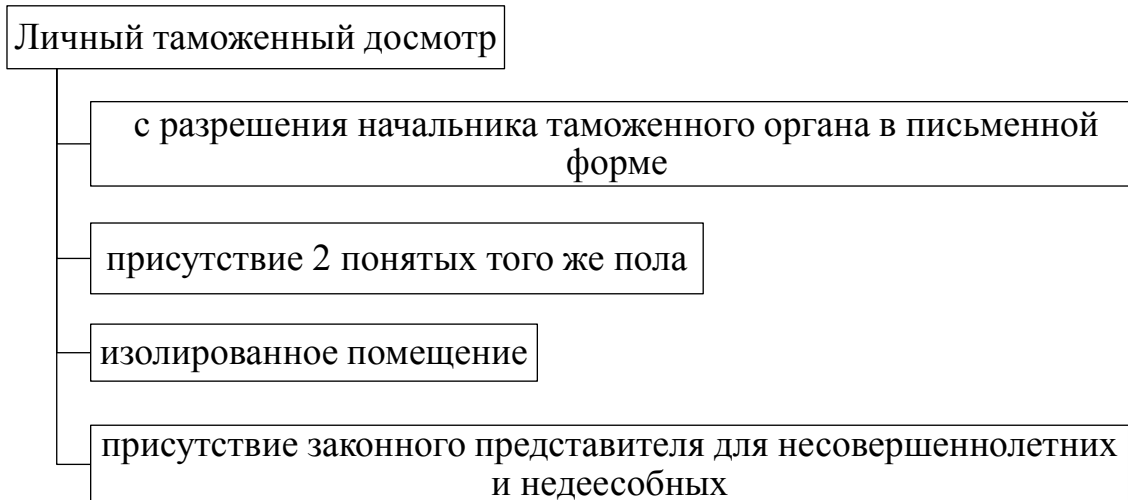 Личный таможенный досмотр
с разрешения начальника таможенного органа в письменной
форме
присутствие 2 понятых того же пола
изолированное помещение
присутствие законного представителя для несовершеннолетних
и недеесобных